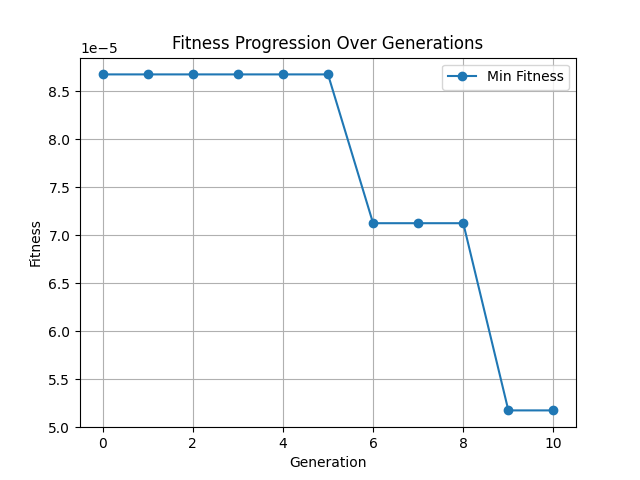 Fitness Progression Over Generations
1e−5
Min Fitness
8.5
8.0
7.5
7.0
6.5
6.0
5.5
5.0
Fitness
0 2 4 6 8 10
Generation